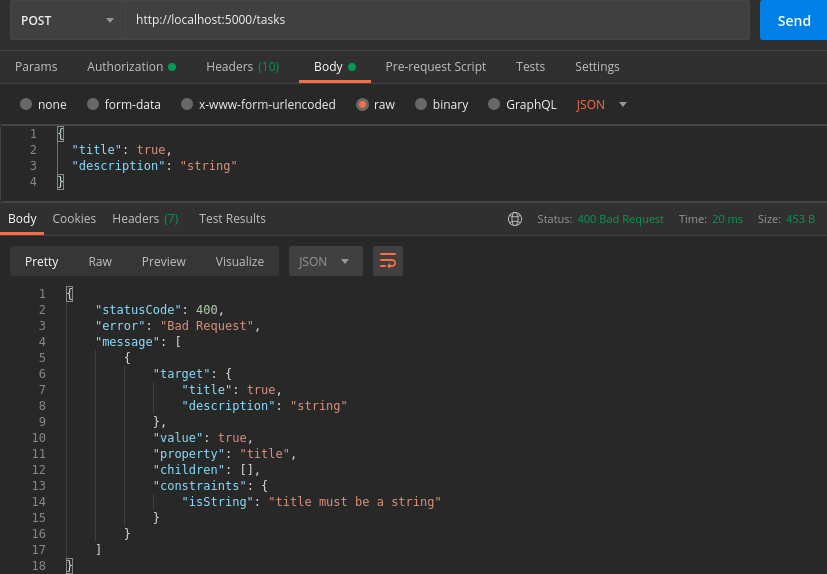 POST http://localhost:5000/tasks Send
Params Authorization Headers (10) Body Pre-request Script Tests Settings
none form-data x-www-form-urlencoded raw binary GraphQL JSON
1 {
2 "title": true,
3 "description": "string"
4 }
Body Cookies Headers (7) Test Results Status: 400 Bad Request Time: 20 ms Size: 453 B
Pretty Raw Preview Visualize JSON
1 {
2 "statusCode": 400,
3 "error": "Bad Request",
4 "message": [
5 {
6 "target": {
7 "title": true,
8 "description": "string"
9 },
10 "value": true,
11 "property": "title",
12 "children": [],
13 "constraints": {
14 "isString": "title must be a string"
15 }
16 }
17 ]
18 }